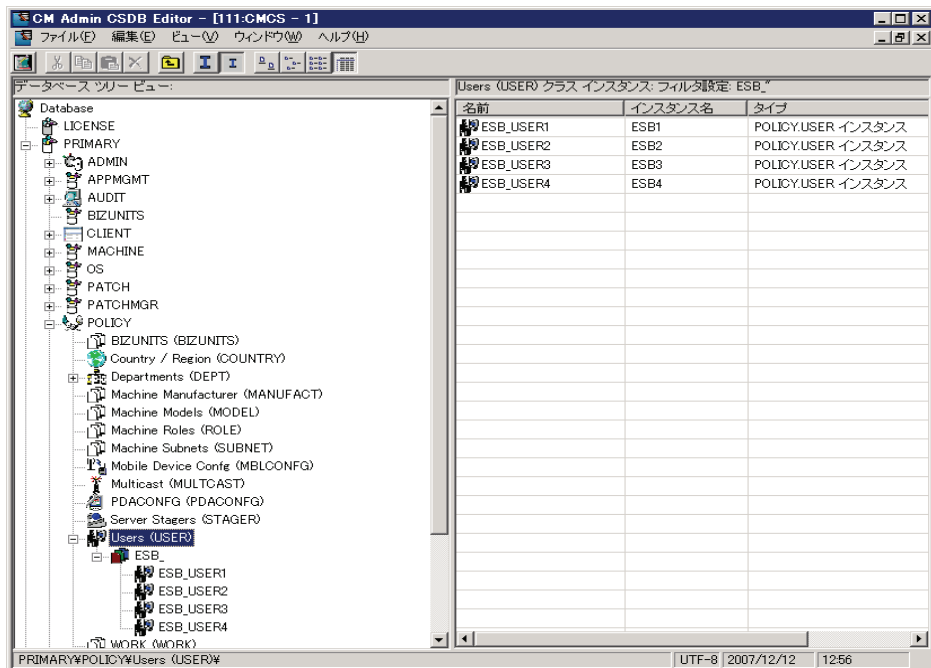 CM Admin CSDB Editor - [111:CMCS - 1]
ファイル(F) 編集(E) ビュー(V) ウィンドウ(W) ヘルプ(H)
データベース ツリー ビュー:
Database
LICENSE
PRIMARY
ADMIN
APPMGMT
AUDIT
BIZUNITS
CLIENT
MACHINE
OS
PATCH
PATCHMGR
POLICY
BIZUNITS (BIZUNITS)
Country / Region (COUNTRY)
Departments (DEPT)
Machine Manufacturer (MANUFACT)
Machine Models (MODEL)
Machine Roles (ROLE)
Machine Subnets (SUBNET)
Mobile Device Confg (MBLCONFG)
Multicast (MULTCAST)
PDACONFG (PDACONFG)
Server Stagers (STAGER)
Users (USER)
ESB_
ESB_USER1
ESB_USER2
ESB_USER3
ESB_USER4
WORK (WORK)
Users (USER) クラス インスタンス: フィルタ設定: ESB_"
名前 インスタンス名 タイプ
ESB_USER1 ESB1 POLICY.USER インスタンス
ESB_USER2 ESB2 POLICY.USER インスタンス
ESB_USER3 ESB3 POLICY.USER インスタンス
ESB_USER4 ESB4 POLICY.USER インスタンス
PRIMARY¥POLICY¥Users (USER)¥ UTF-8 2007/12/12 12:56